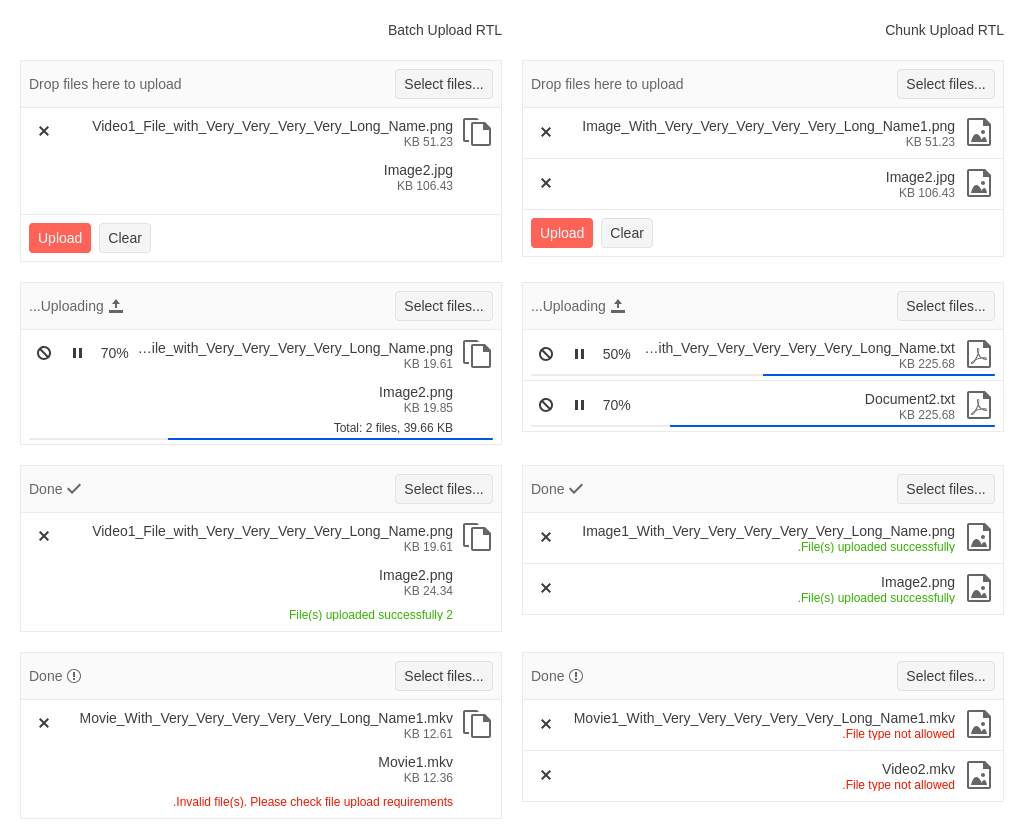 Batch Upload RTL
Drop files here to upload
Select files...
Video1_File_with_Very_Very_Very_Very_Long_Name.png
KB 51.23
Image2.jpg
KB 106.43
Upload
Clear
...Uploading
Select files...
70%
...ile_with_Very_Very_Very_Very_Long_Name.png
KB 19.61
Image2.png
KB 19.85
Total: 2 files, 39.66 KB
Done
Select files...
Video1_File_with_Very_Very_Very_Very_Long_Name.png
KB 19.61
Image2.png
KB 24.34
File(s) uploaded successfully 2
Done
Select files...
Movie_With_Very_Very_Very_Very_Very_Long_Name1.mkv
KB 12.61
Movie1.mkv
KB 12.36
.Invalid file(s). Please check file upload requirements
Chunk Upload RTL
Drop files here to upload
Select files...
Image_With_Very_Very_Very_Very_Very_Long_Name1.png
KB 51.23
Image2.jpg
KB 106.43
Upload
Clear
...Uploading
Select files...
50%
...ith_Very_Very_Very_Very_Very_Long_Name.txt
KB 225.68
70%
Document2.txt
KB 225.68
Done
Select files...
Image1_With_Very_Very_Very_Very_Very_Long_Name.png
.File(s) uploaded successfully
Image2.png
.File(s) uploaded successfully
Done
Select files...
Movie1_With_Very_Very_Very_Very_Very_Long_Name1.mkv
.File type not allowed
Video2.mkv
.File type not allowed